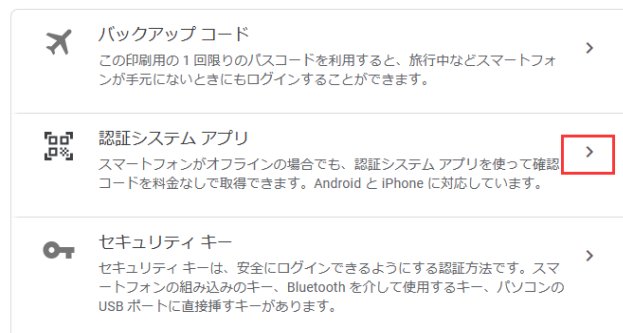 バックアップ コード
この印刷用の 1 回限りのパスコードを利用すると、旅行中などスマートフォ
ンが手元にないときにもログインすることができます。
認証システム アプリ
スマートフォンがオフラインの場合でも、認証システム アプリを使って確認
コードを料金なしで取得できます。Android と iPhone に対応しています。
セキュリティ キー
セキュリティ キーは、安全にログインできるようにする認証方法です。スマ
ートフォンの組み込みのキー、Bluetooth を介して使用するキー、パソコンの
USB ポートに直接挿すキーがあります。